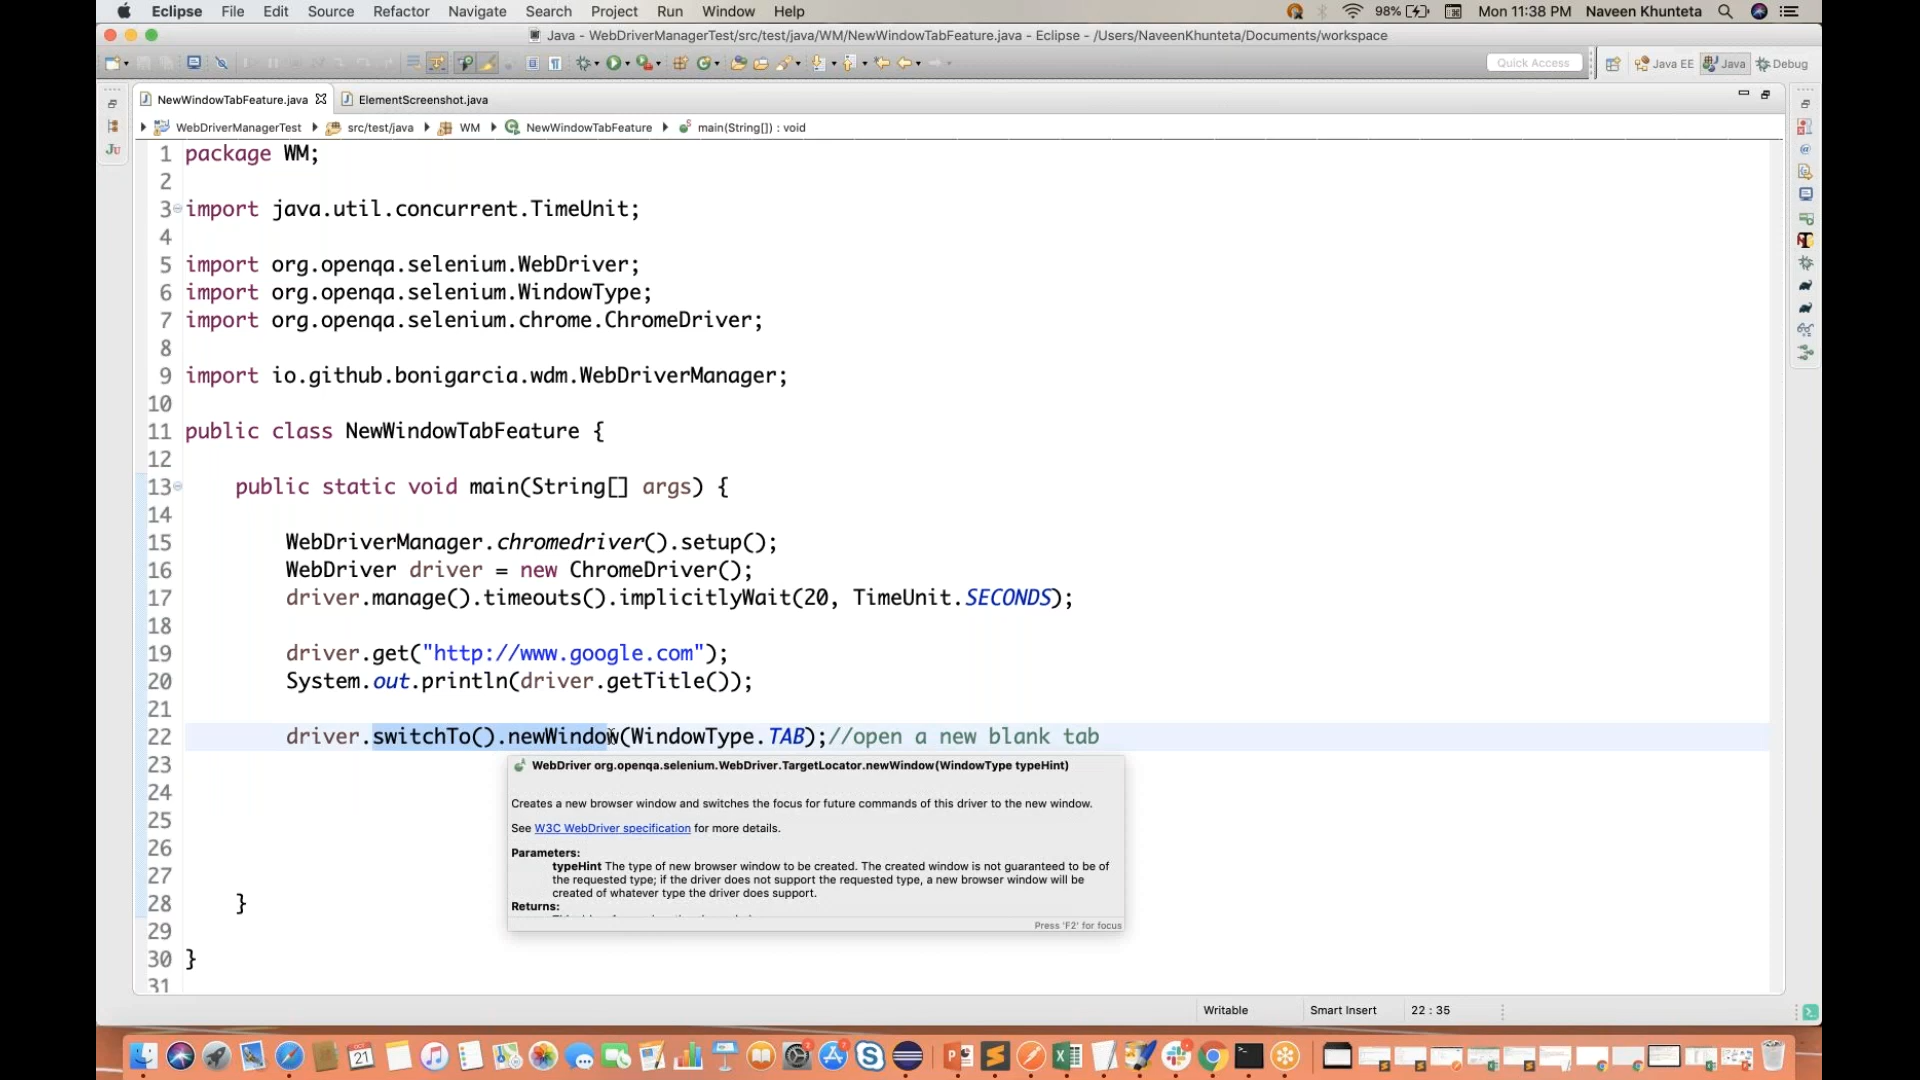 Eclipse File Edit Source Refactor Navigate Search Project Run Window Help 98% Mon 11:38 PM Naveen Khunteta
Java - WebDriverManagerTest/src/test/java/WM/NewWindowTabFeature.java - Eclipse - /Users/NaveenKhunteta/Documents/workspace
Quick Access Java EE Java Debug
NewWindowTabFeature.java ElementScreenshot.java
WebDriverManagerTest src/test/java WM NewWindowTabFeature main(String[]) : void
1 package WM;
2
3 import java.util.concurrent.TimeUnit;
4
5 import org.openqa.selenium.WebDriver;
6 import org.openqa.selenium.WindowType;
7 import org.openqa.selenium.chrome.ChromeDriver;
8
9 import io.github.bonigarcia.wdm.WebDriverManager;
10
11 public class NewWindowTabFeature {
12
13 public static void main(String[] args) {
14
15 WebDriverManager.chromedriver().setup();
16 WebDriver driver = new ChromeDriver();
17 driver.manage().timeouts().implicitlyWait(20, TimeUnit.SECONDS);
18
19 driver.get("http://www.google.com");
20 System.out.println(driver.getTitle());
21
22 driver.switchTo().newWindow(WindowType.TAB);//open a new blank tab
23
WebDriver org.openqa.selenium.WebDriver.TargetLocator.newWindow(WindowType typeHint)
24
Creates a new browser window and switches the focus for future commands of this driver to the new window.
25
See W3C WebDriver specification for more details.
26
Parameters:
typeHint The type of new browser window to be created. The created window is not guaranteed to be of
27
the requested type; if the driver does not support the requested type, a new browser window will be
created of whatever type the driver does support.
28 }
Returns:
Press 'F2' for focus
29
30 }
31
Writable Smart Insert 22 : 35